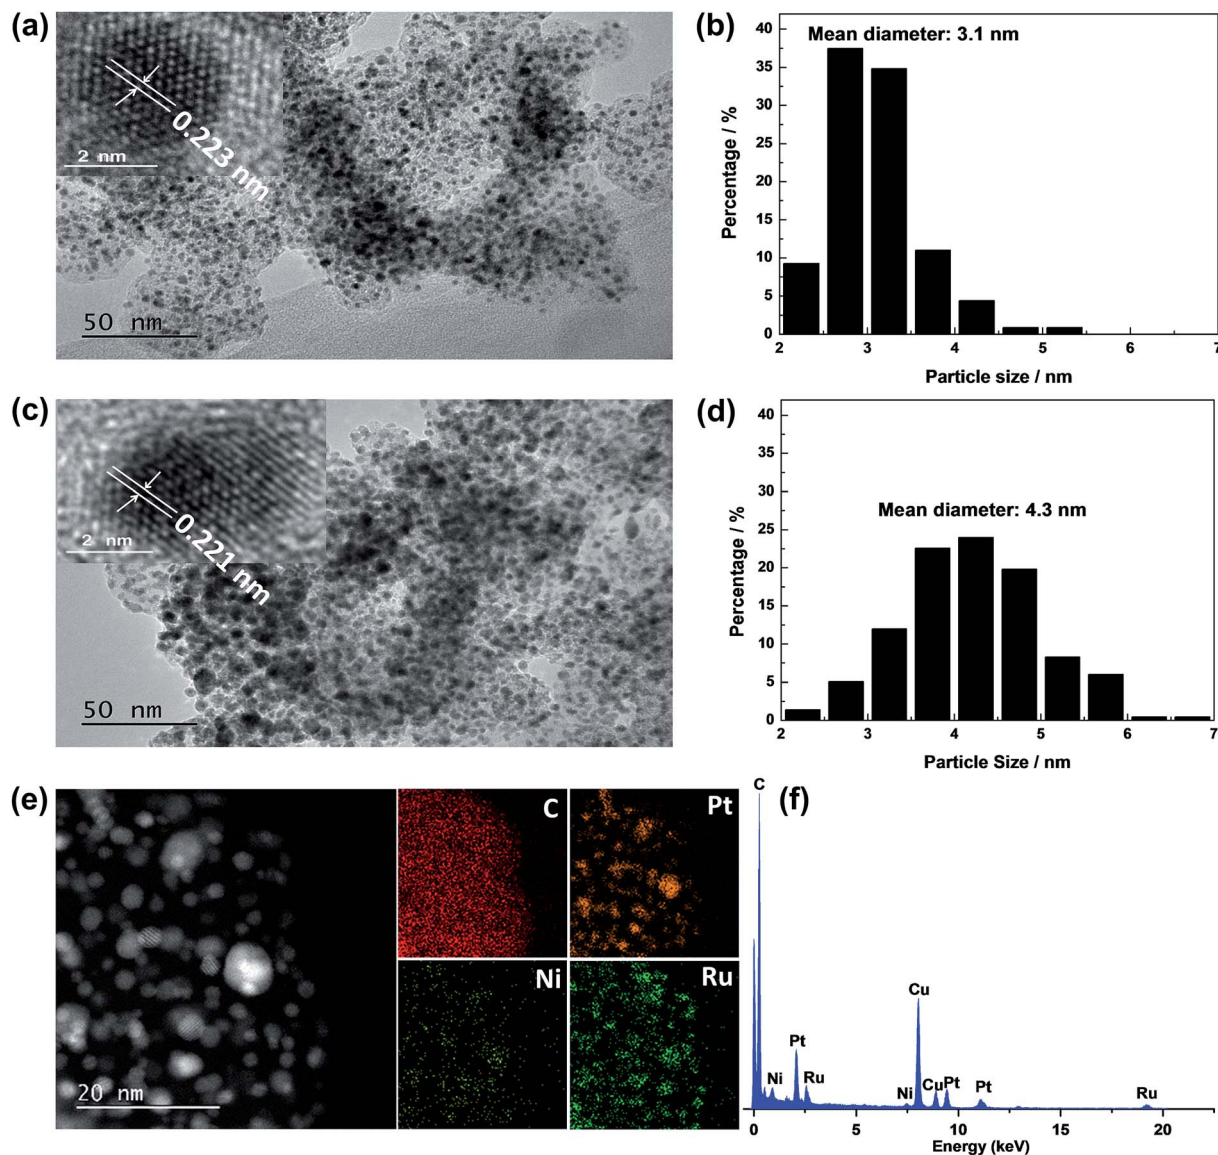 (a)
2 nm
0.223 nm
50 nm
(b)
Mean diameter: 3.1 nm
Percentage / %
40
35
30
25
20
15
10
5
0
2 3 4 5 6 7
Particle size / nm
(c)
2 nm
0.221 nm
50 nm
(d)
Mean diameter: 4.3 nm
Percentage / %
40
35
30
25
20
15
10
5
0
2 3 4 5 6 7
Particle Size / nm
(e)
20 nm
C
Pt
Ni
Ru
(f)
C
Ni
Pt
Ru
Ni
Cu
Cu
Pt
Pt
Ru
0 5 10 15 20
Energy (keV)